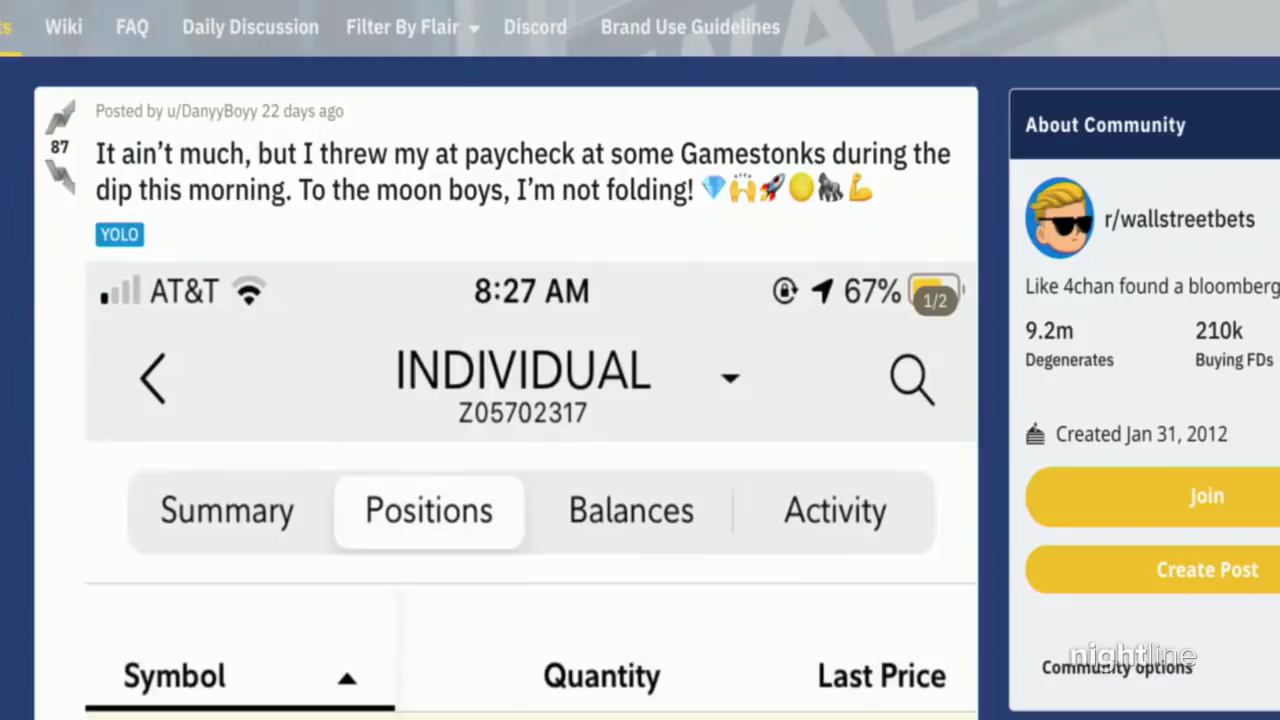 ts Wiki FAQ Daily Discussion Filter By Flair Discord Brand Use Guidelines
Posted by u/DanyyBoyy 22 days ago
87
It ain't much, but I threw my at paycheck at some Gamestonks during the
dip this morning. To the moon boys, I'm not folding! 💎🙌🚀🌕🦍💪
YOLO
AT&T 8:27 AM 67%
1/2
INDIVIDUAL
Z05702317
Summary Positions Balances Activity
Symbol Quantity Last Price
About Community
r/wallstreetbets
Like 4chan found a bloomberg
9.2m 210k
Degenerates Buying FDs
Created Jan 31, 2012
Join
Create Post
nightline
Community options